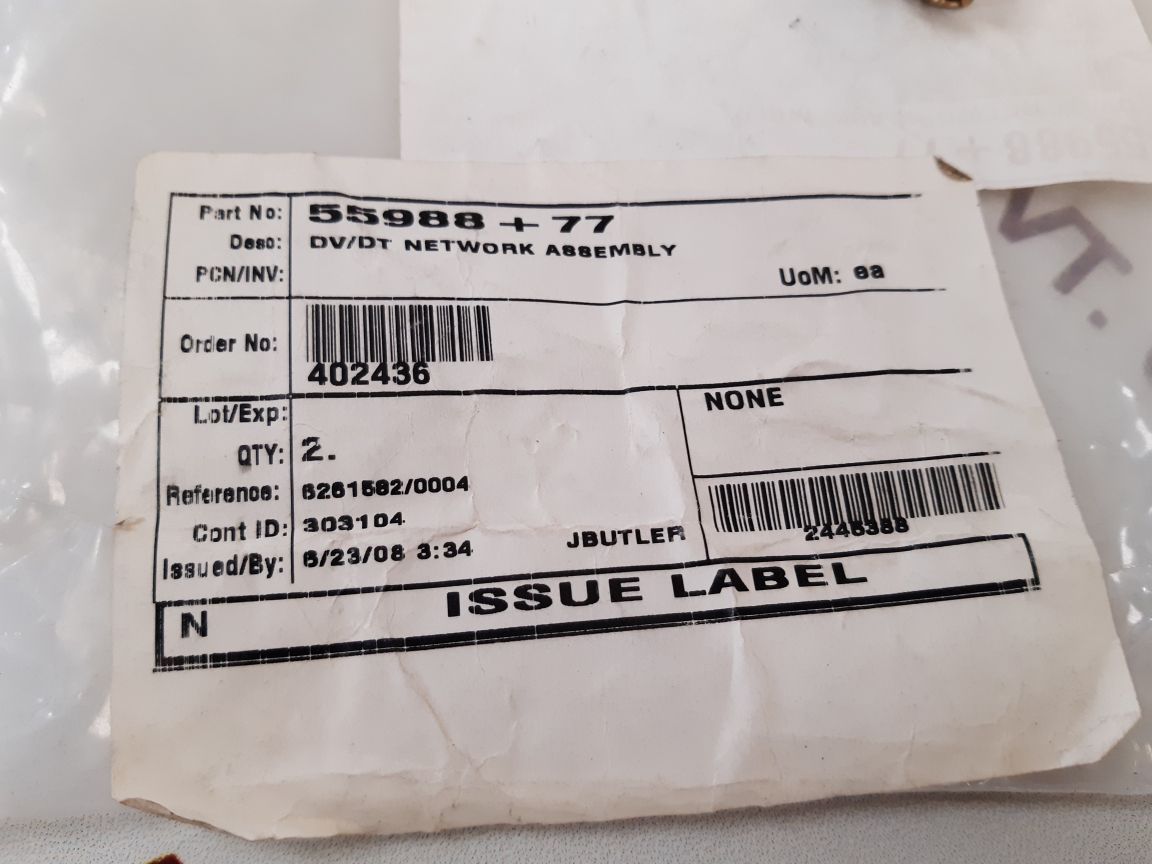 Part No: 55988+77
Desc: DV/DT NETWORK ASSEMBLY
PCN/INV:
UoM: ea
Order No:
402436
Lot/Exp:
NONE
QTY: 2.
Reference: 6261582/0004
Cont ID: 303104
2446388
Issued/By: 6/23/08 3:34 JBUTLER
N ISSUE LABEL